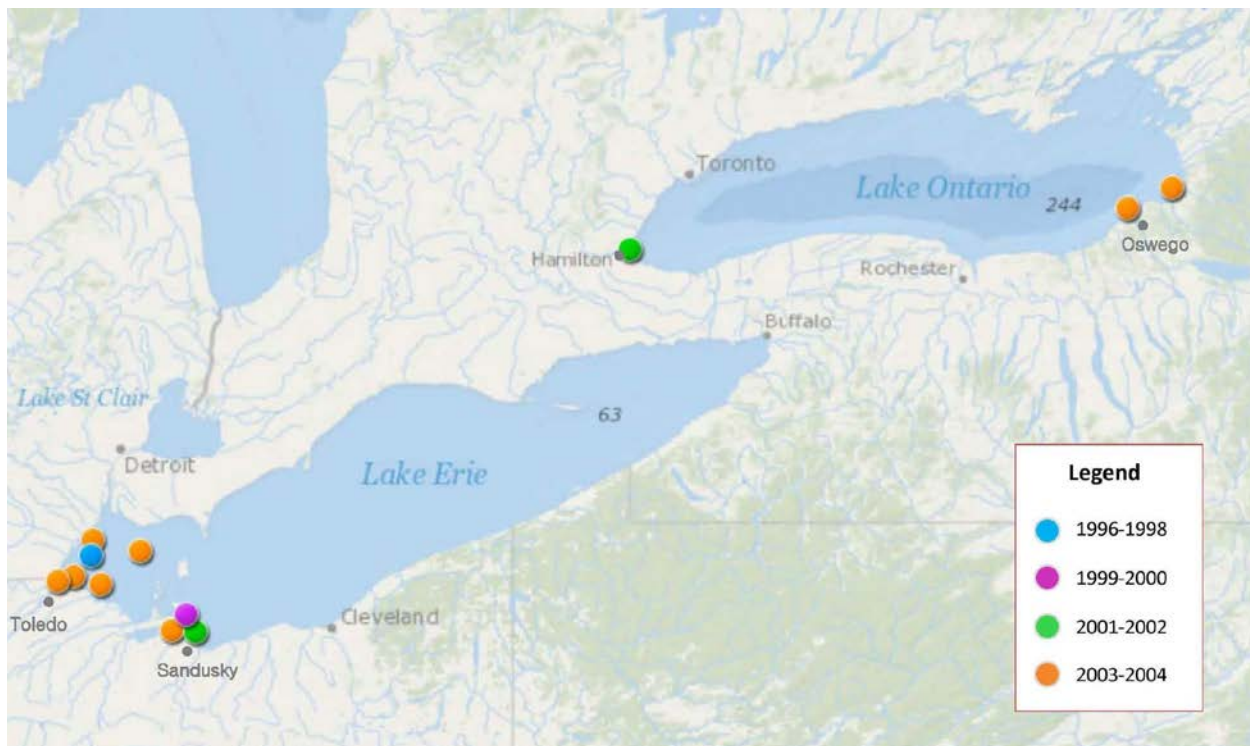 Toronto
Lake Ontario
244
Hamilton
Oswego
Rochester
Buffalo
Lake St Clair
63
Detroit
Lake Erie
Legend
1996-1998
1999-2000
2001-2002
2003-2004
Toledo
Cleveland
Sandusky